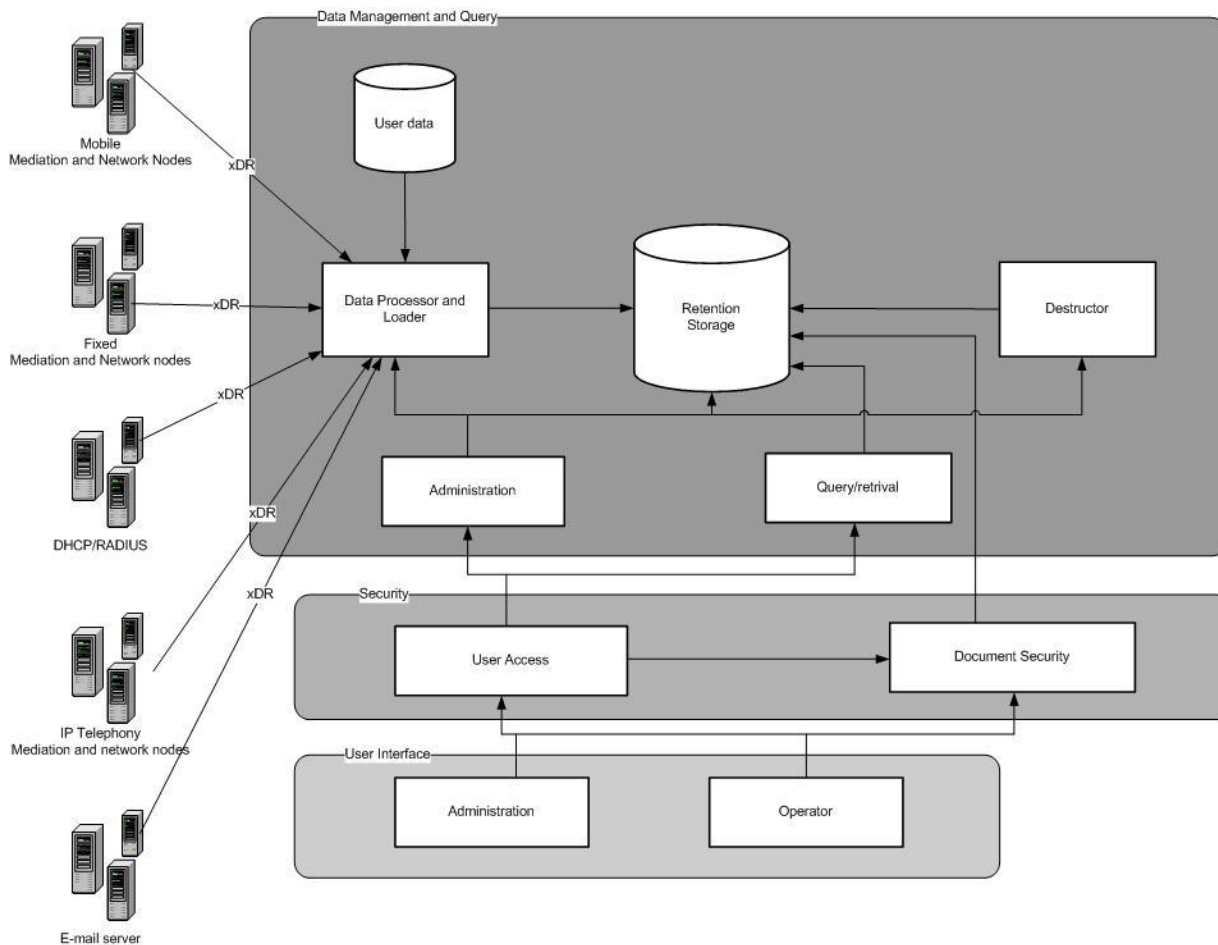 Data Management and Query
User data
Mobile
Mediation and Network Nodes
xDR
Fixed
Mediation and Network nodes
xDR
Data Processor and
Loader
Retention
Storage
Destructor
xDR
DHCP/RADIUS
Administration
Query/retrival
xDR
xDR
Security
User Access
Document Security
IP Telephony
Mediation and network nodes
User Interface
Administration
Operator
E-mail server